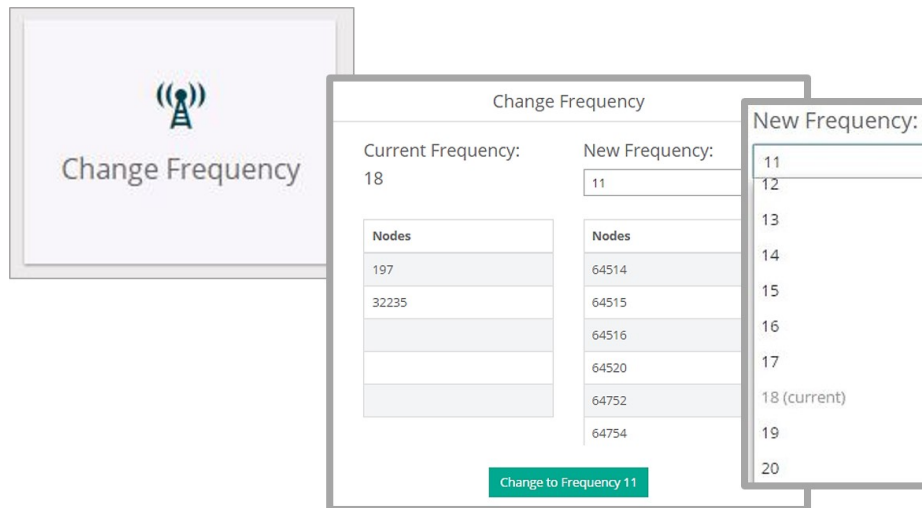 Change Frequency
Change Frequency
Current Frequency:
18
New Frequency:
11
Nodes
197
32235
Nodes
64514
64515
64516
64520
64752
64754
Change to Frequency 11
New Frequency:
11
12
13
14
15
16
17
18 (current)
19
20